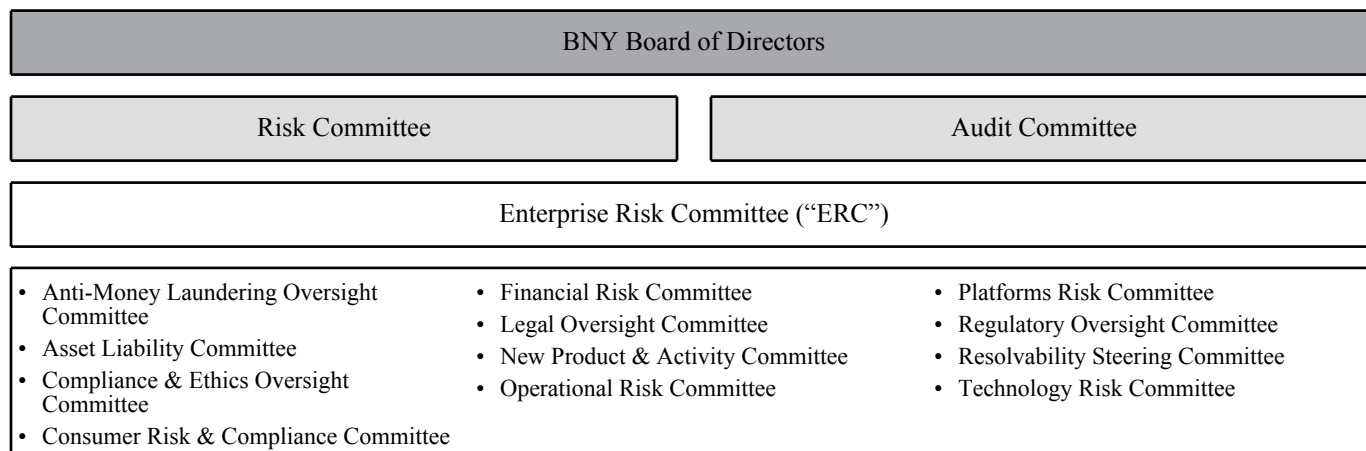 BNY Board of Directors
Risk Committee
Audit Committee
Enterprise Risk Committee (“ERC”)
• Anti-Money Laundering Oversight
Committee
• Asset Liability Committee
• Compliance & Ethics Oversight
Committee
• Consumer Risk & Compliance Committee
• Financial Risk Committee
• Legal Oversight Committee
• New Product & Activity Committee
• Operational Risk Committee
• Platforms Risk Committee
• Regulatory Oversight Committee
• Resolvability Steering Committee
• Technology Risk Committee